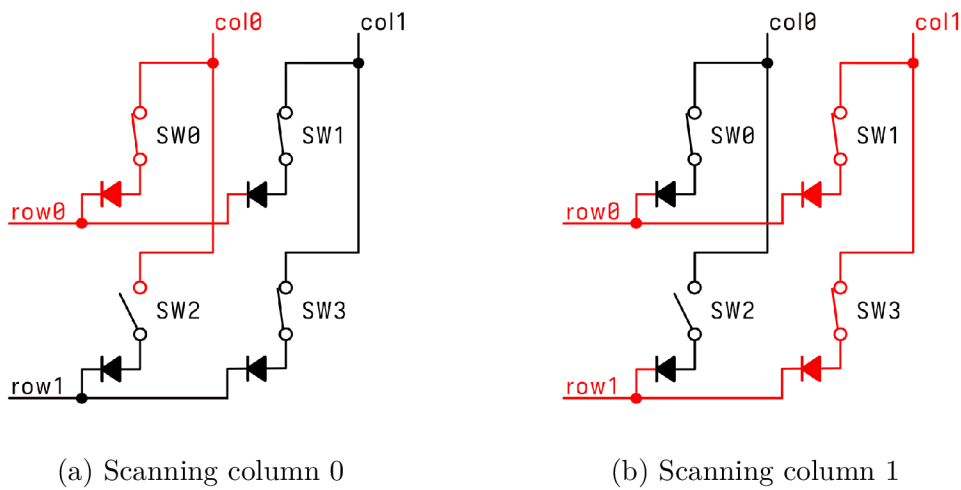 col0 col1
SW0 SW1
row0
SW2 SW3
row1
(a) Scanning column 0
col0 col1
SW0 SW1
row0
SW2 SW3
row1
(b) Scanning column 1